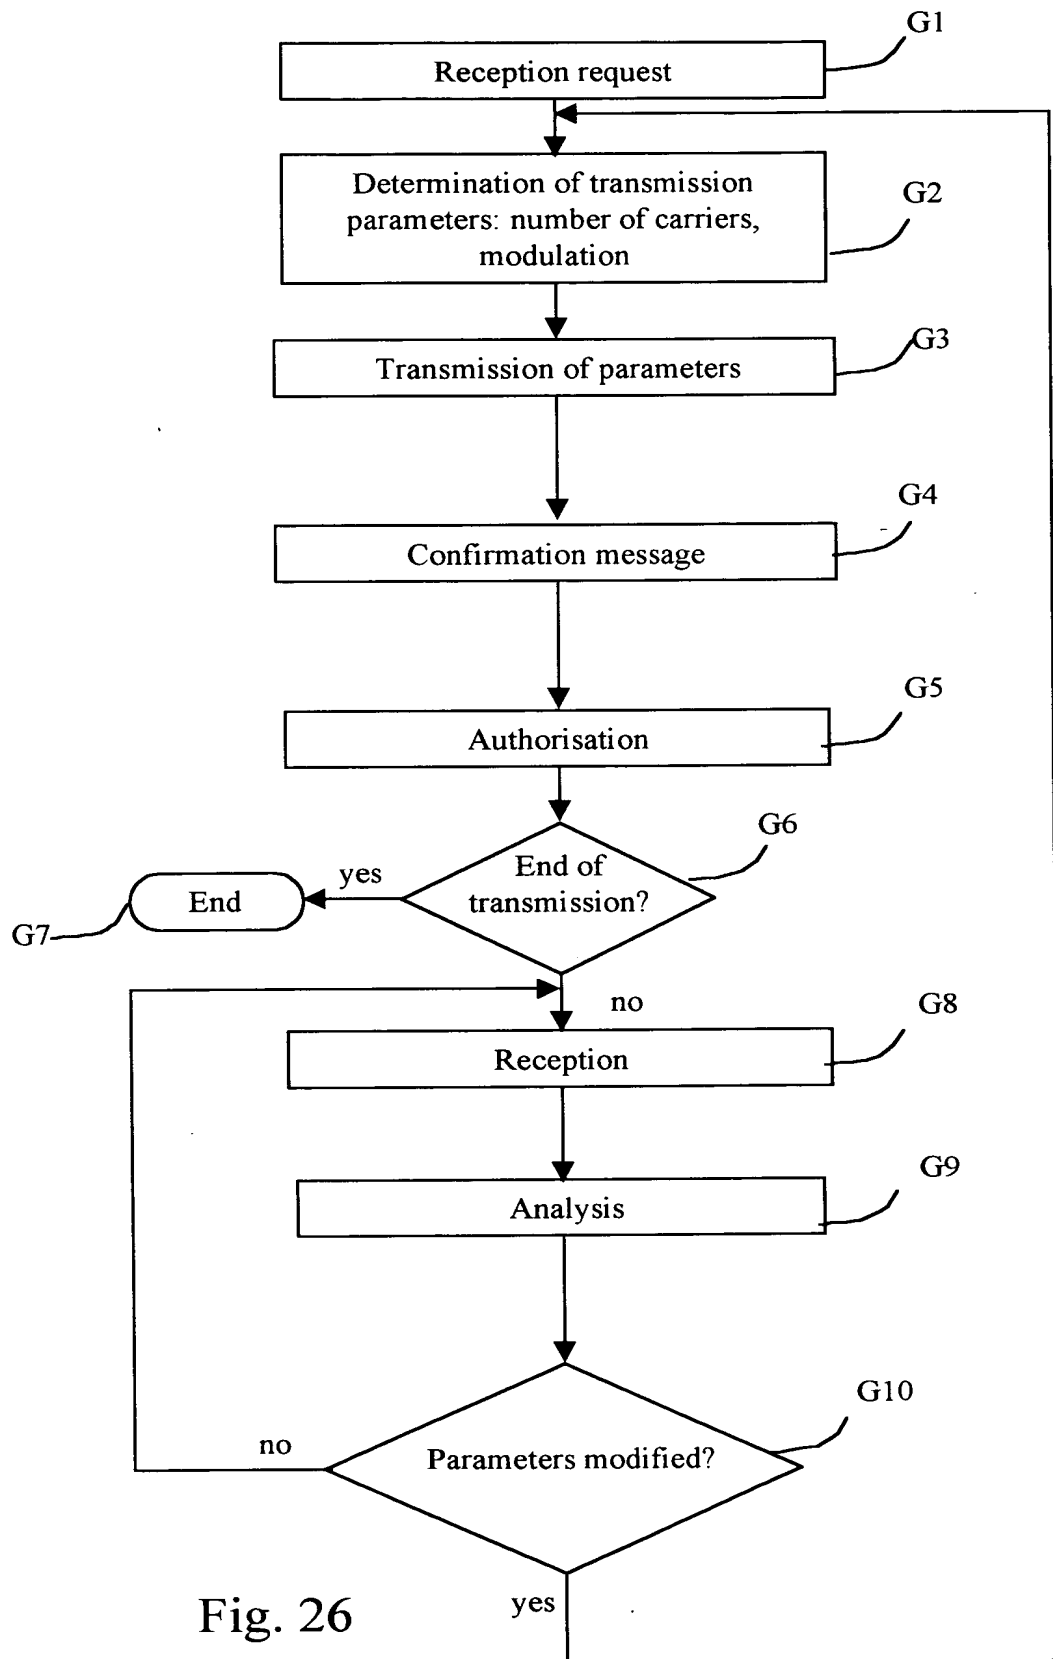 G1
Reception request
Determination of transmission
parameters: number of carriers,
modulation
G2
G3
Transmission of parameters
G4
Confirmation message
G5
Authorisation
G6
End of
transmission?
yes
End
G7
no
G8
Reception
G9
Analysis
G10
Parameters modified?
no
yes
Fig. 26